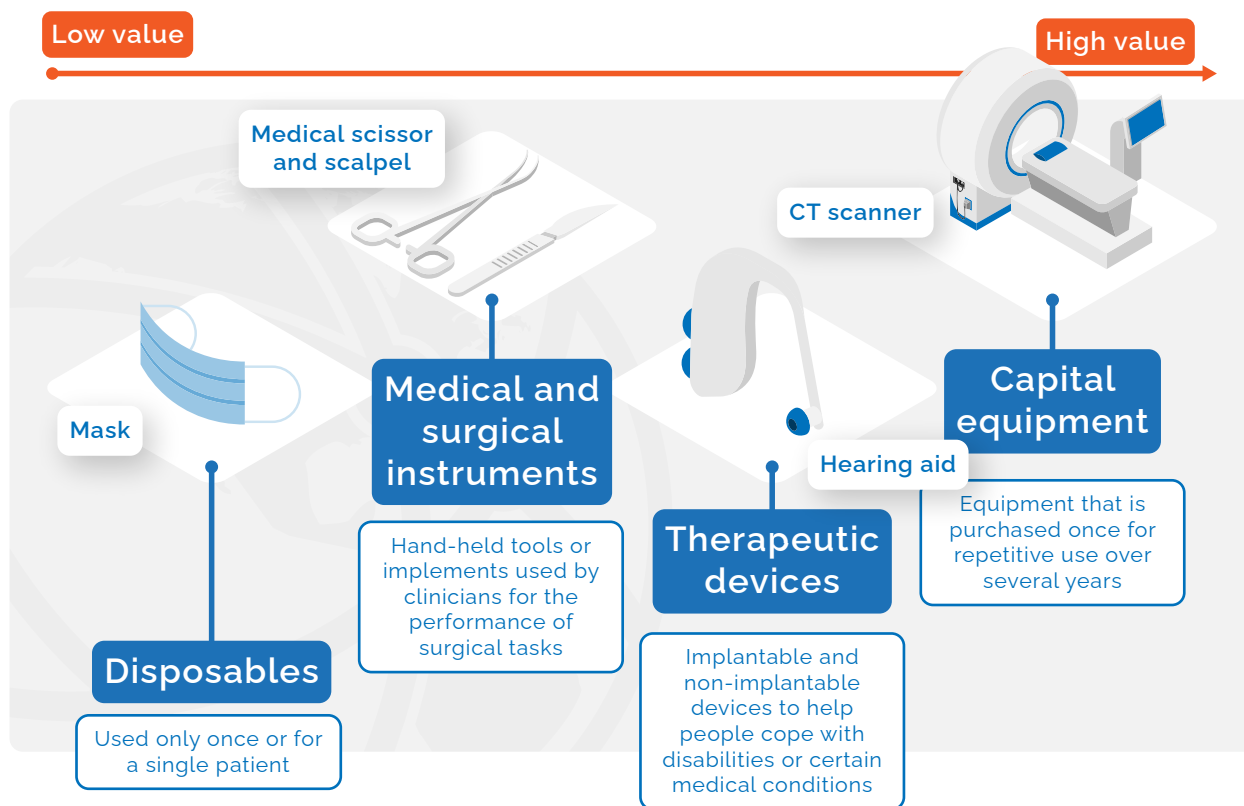 Low value
High value
Mask
Disposables
Used only once or for
a single patient
Medical scissor
and scalpel
Medical and
surgical
instruments
Hand-held tools or
implements used by
clinicians for the
performance of
surgical tasks
Hearing aid
Therapeutic
devices
Implantable and
non-implantable
devices to help
people cope with
disabilities or certain
medical conditions
CT scanner
Capital
equipment
Equipment that is
purchased once for
repetitive use over
several years